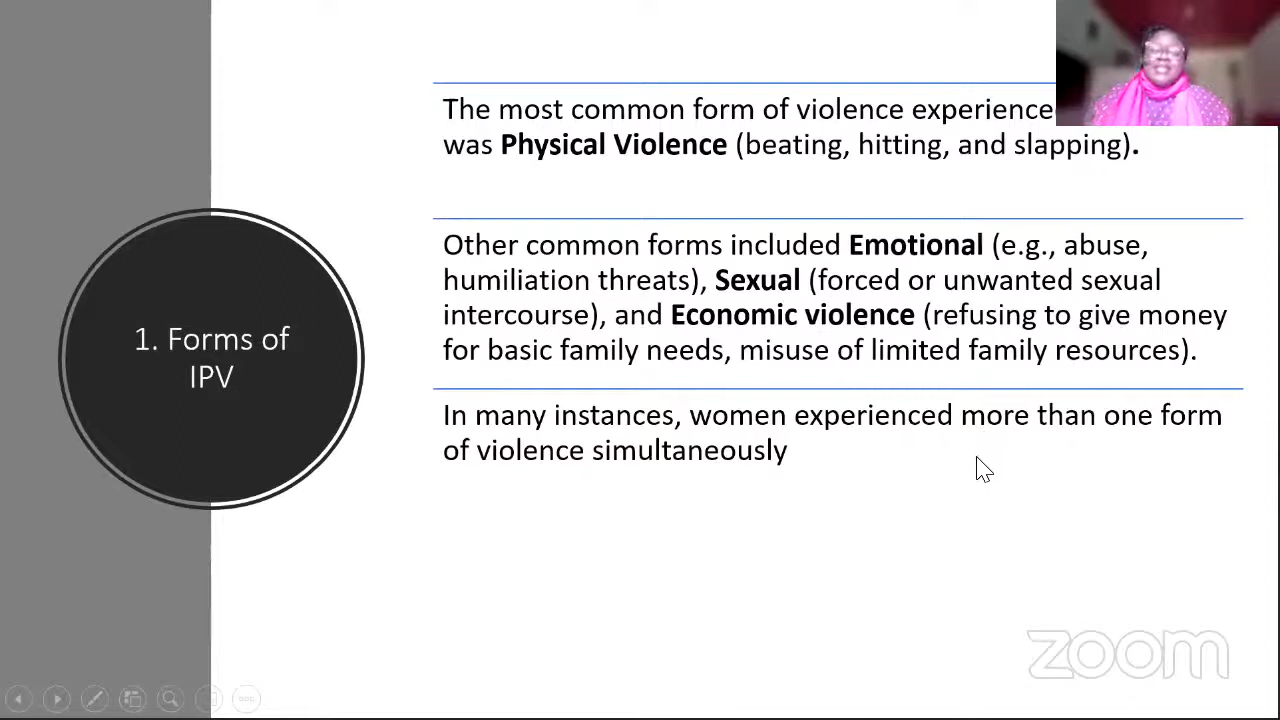 The most common form of violence experience
was Physical Violence (beating, hitting, and slapping).
Other common forms included Emotional (e.g., abuse,
humiliation threats), Sexual (forced or unwanted sexual
intercourse), and Economic violence (refusing to give money
for basic family needs, misuse of limited family resources).
1. Forms of
IPV
In many instances, women experienced more than one form
of violence simultaneously
zoom